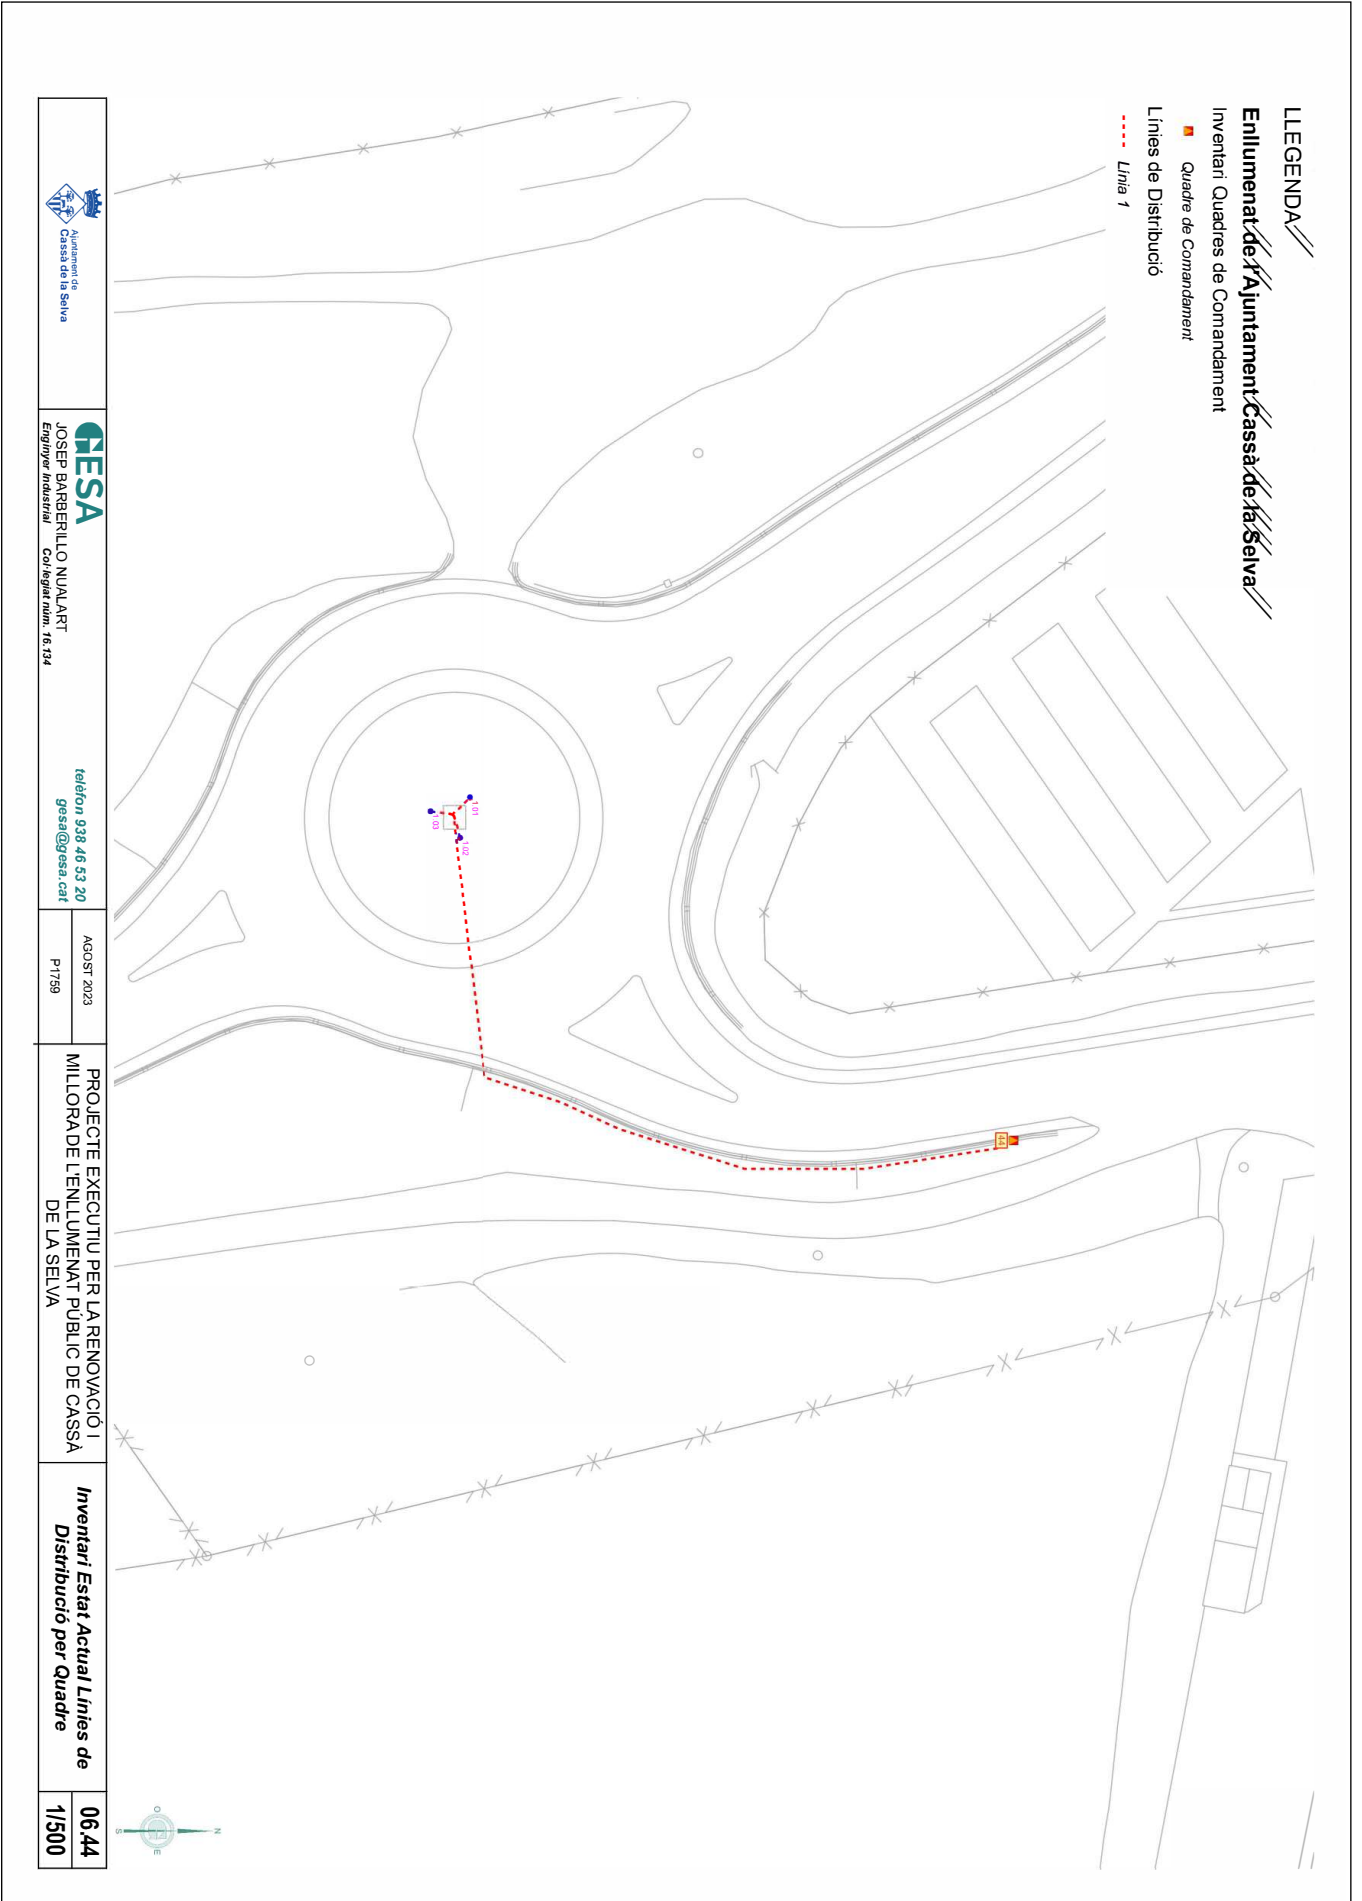 LLEGENDA
Enllumenat de l'Ajuntament Cassà de la Selva
Inventari Quadres de Comandament
Quadre de Comandament
Línies de Distribució
Línia 1
1.01
1.02
1.03
44
Ajuntament de
Cassà de la Selva
GESA
JOSEP BARBERILLO NUALART
Enginyer Industrial Col·legiat núm. 16.134
telèfon 938 46 53 20
gesa@gesa.cat
AGOST 2023
P1759
PROJECTE EXECUTIU PER LA RENOVACIÓ I
MILLORA DE L'ENLLUMENAT PÚBLIC DE CASSÀ
DE LA SELVA
Inventari Estat Actual Línies de
Distribució per Quadre
06.44
1/500
N
O
E
S